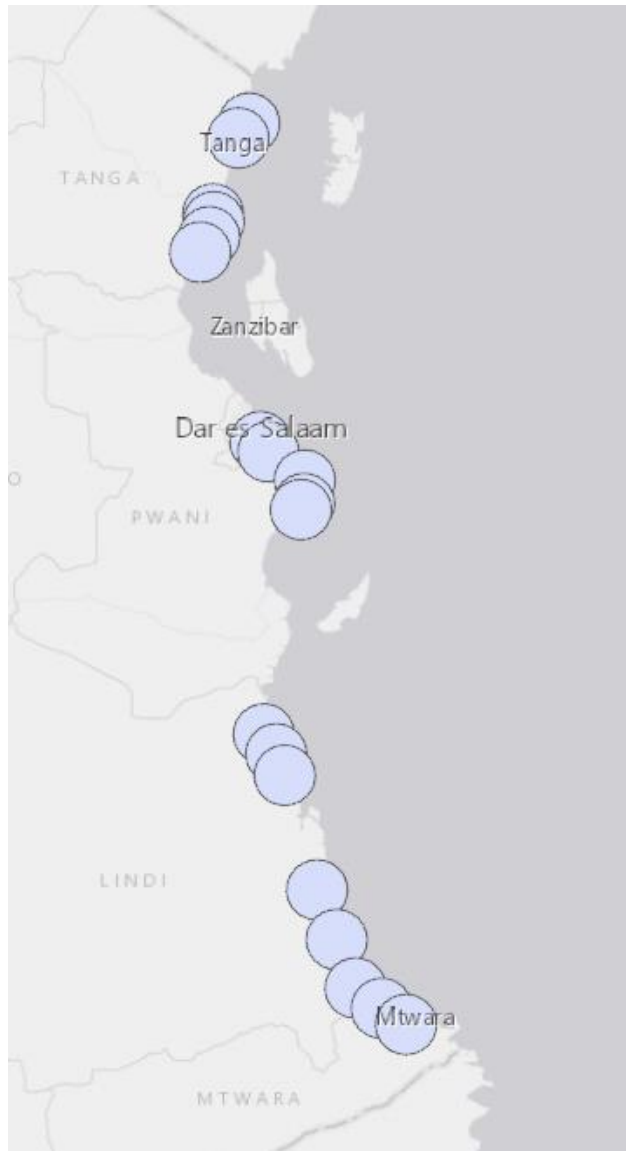 Tanga
TANGA
Zanzibar
Dar es Salaam
O
PWANI
LINDI
Mtwara
MTWARA